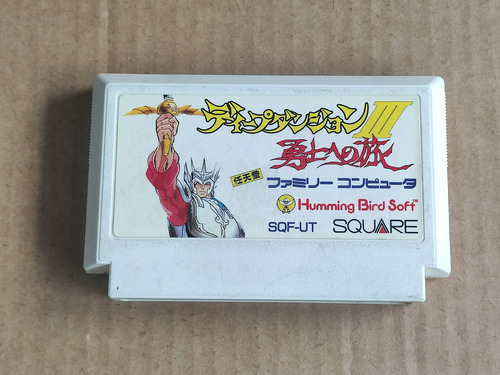 ディープダンジョンIII
勇士への旅
任天堂 ファミリー コンピュータ
Humming Bird Soft™
SQF-UT SQUARE